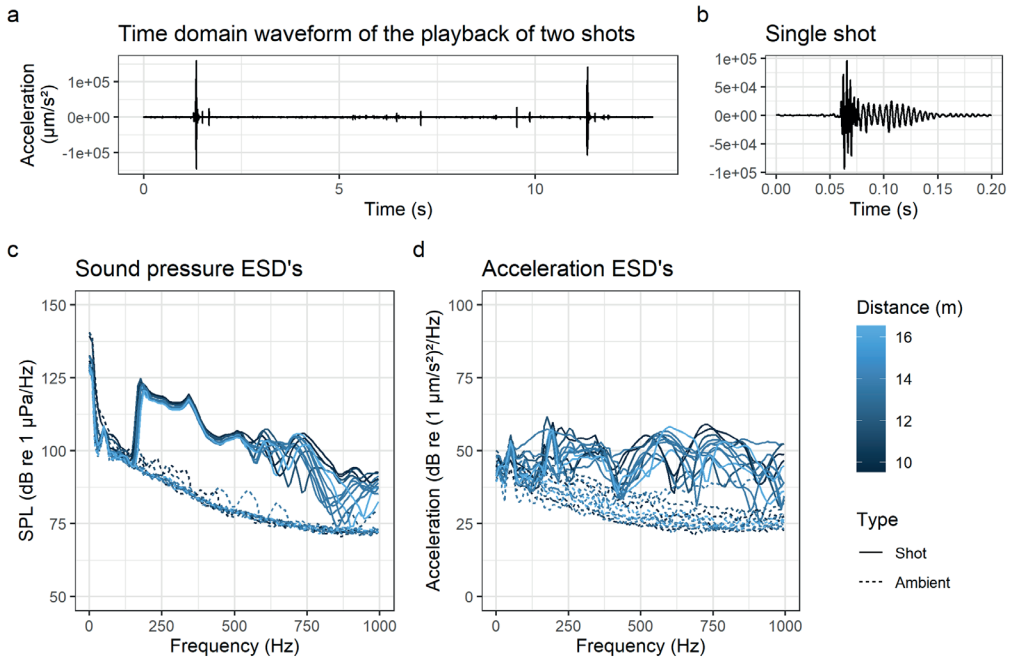 a
Time domain waveform of the playback of two shots
Acceleration
(μm/s²)
1e+05
0e+00
-1e+05
0
5
10
Time (s)
b
Single shot
1e+05
5e+04
0e+00
-5e+04
-1e+05
0.00
0.05
0.10
0.15
0.20
Time (s)
c
Sound pressure ESD's
SPL (dB re 1 μPa/Hz)
150
125
100
75
50
0
250
500
750
1000
Frequency (Hz)
d
Acceleration ESD's
Acceleration (dB re (1 μm/s²)²/Hz)
100
75
50
25
0
0
250
500
750
1000
Frequency (Hz)
Distance (m)
16
14
12
10
Type
Shot
Ambient